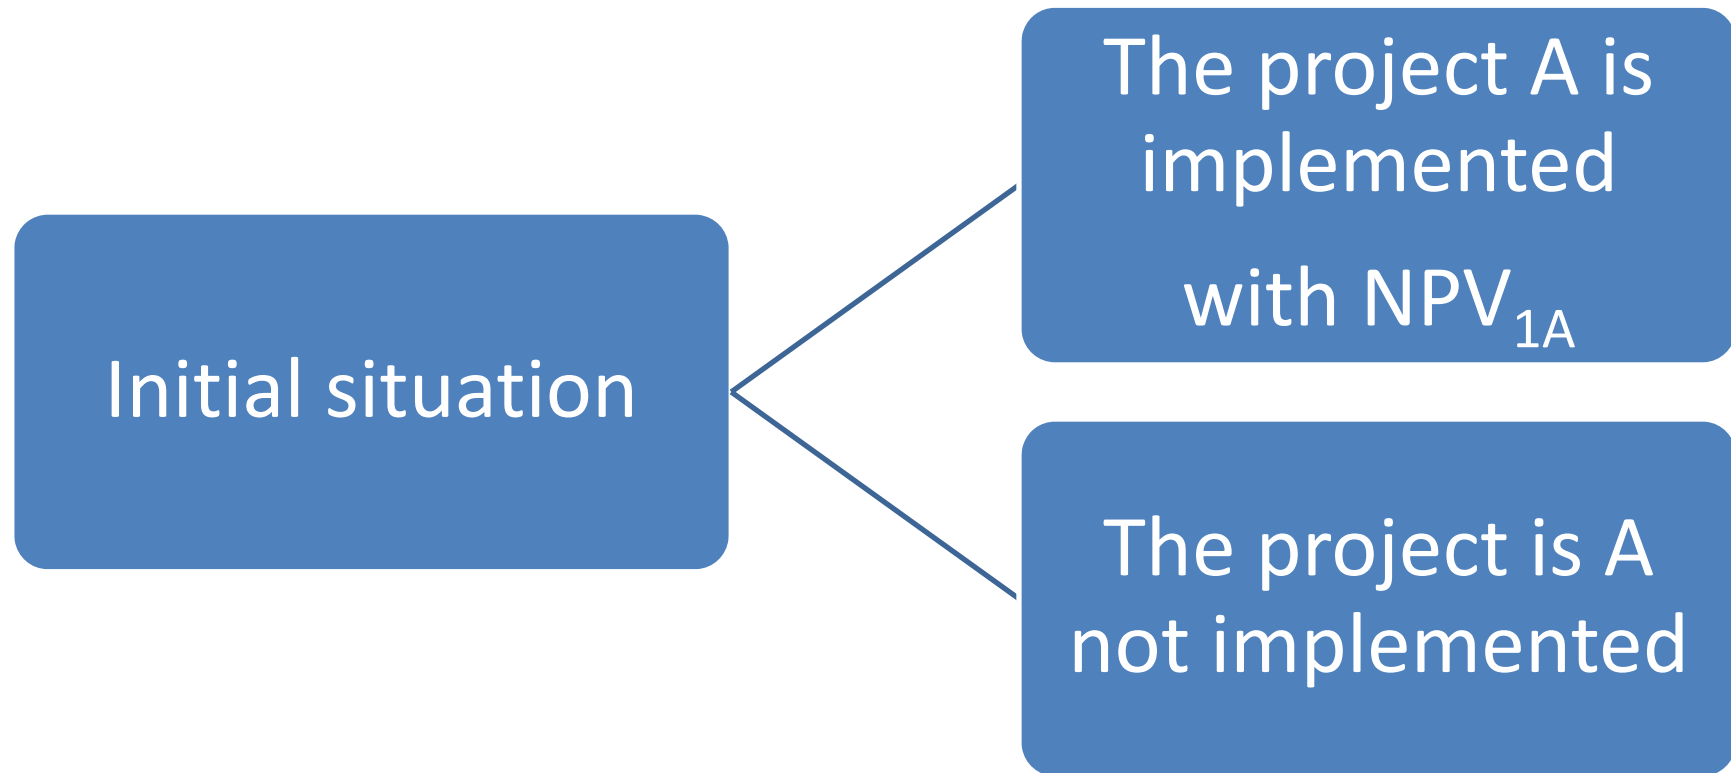 Initial situation
The project A is
implemented
with NPV₁A
The project is A
not implemented